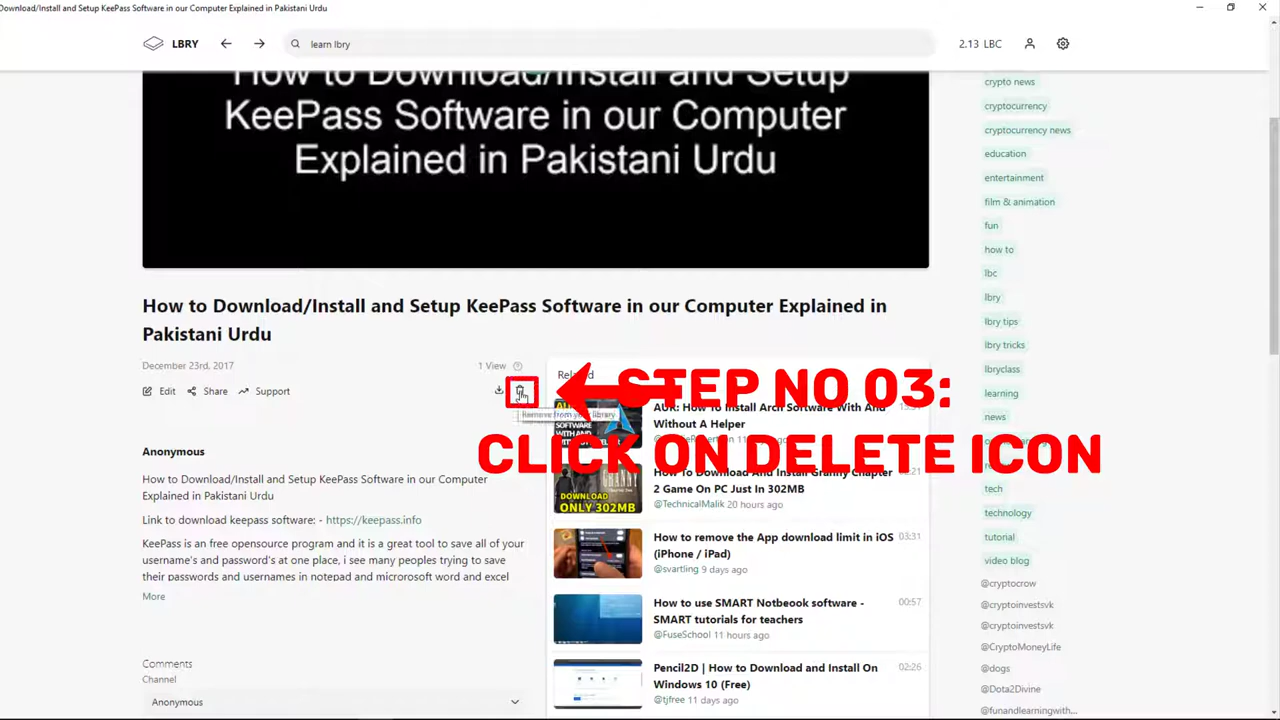 Download/Install and Setup KeePass Software in our Computer Explained in Pakistani Urdu
LBRY
learn lbry
2.13 LBC
How to Download/Install and Setup
KeePass Software in our Computer
Explained in Pakistani Urdu
How to Download/Install and Setup KeePass Software in our Computer Explained in
Pakistani Urdu
December 23rd, 2017
1 View
Edit
Share
Support
Remove from your library
STEP NO 03:
CLICK ON DELETE ICON
Anonymous
How to Download/Install and Setup KeePass Software in our Computer
Explained in Pakistani Urdu
Link to download keepass software: - https://keepass.info
KeePass is an free opensource program and it is a great tool to save all of your
username's and password's at one place, i see many peoples trying to save
their passwords and usernames in notepad and micrororosoft word and excel
More
Comments
Channel
Anonymous
Related
AUR: How To Install Arch Software With And
Without A Helper
How To Download And Install Granny Chapter
2 Game On PC Just In 302MB
@TechnicalMalik 20 hours ago
GRANNY
DOWNLOAD
ONLY 302MB
How to remove the App download limit in iOS
(iPhone / iPad)
@svartling 9 days ago
03:31
How to use SMART Notbeook software -
SMART tutorials for teachers
@FuseSchool 11 hours ago
00:57
Pencil2D | How to Download and Install On
Windows 10 (Free)
@tjfree 11 days ago
02:26
crypto news
cryptocurrency
cryptocurrency news
education
entertainment
film & animation
fun
how to
lbc
lbry
lbry tips
lbry tricks
lbryclass
learning
news
tech
technology
tutorial
video blog
@cryptocrow
@cryptoinvestsvk
@cryptoinvestsvk
@CryptoMoneyLife
@dogs
@Dota2Divine
@funandlearningwith...